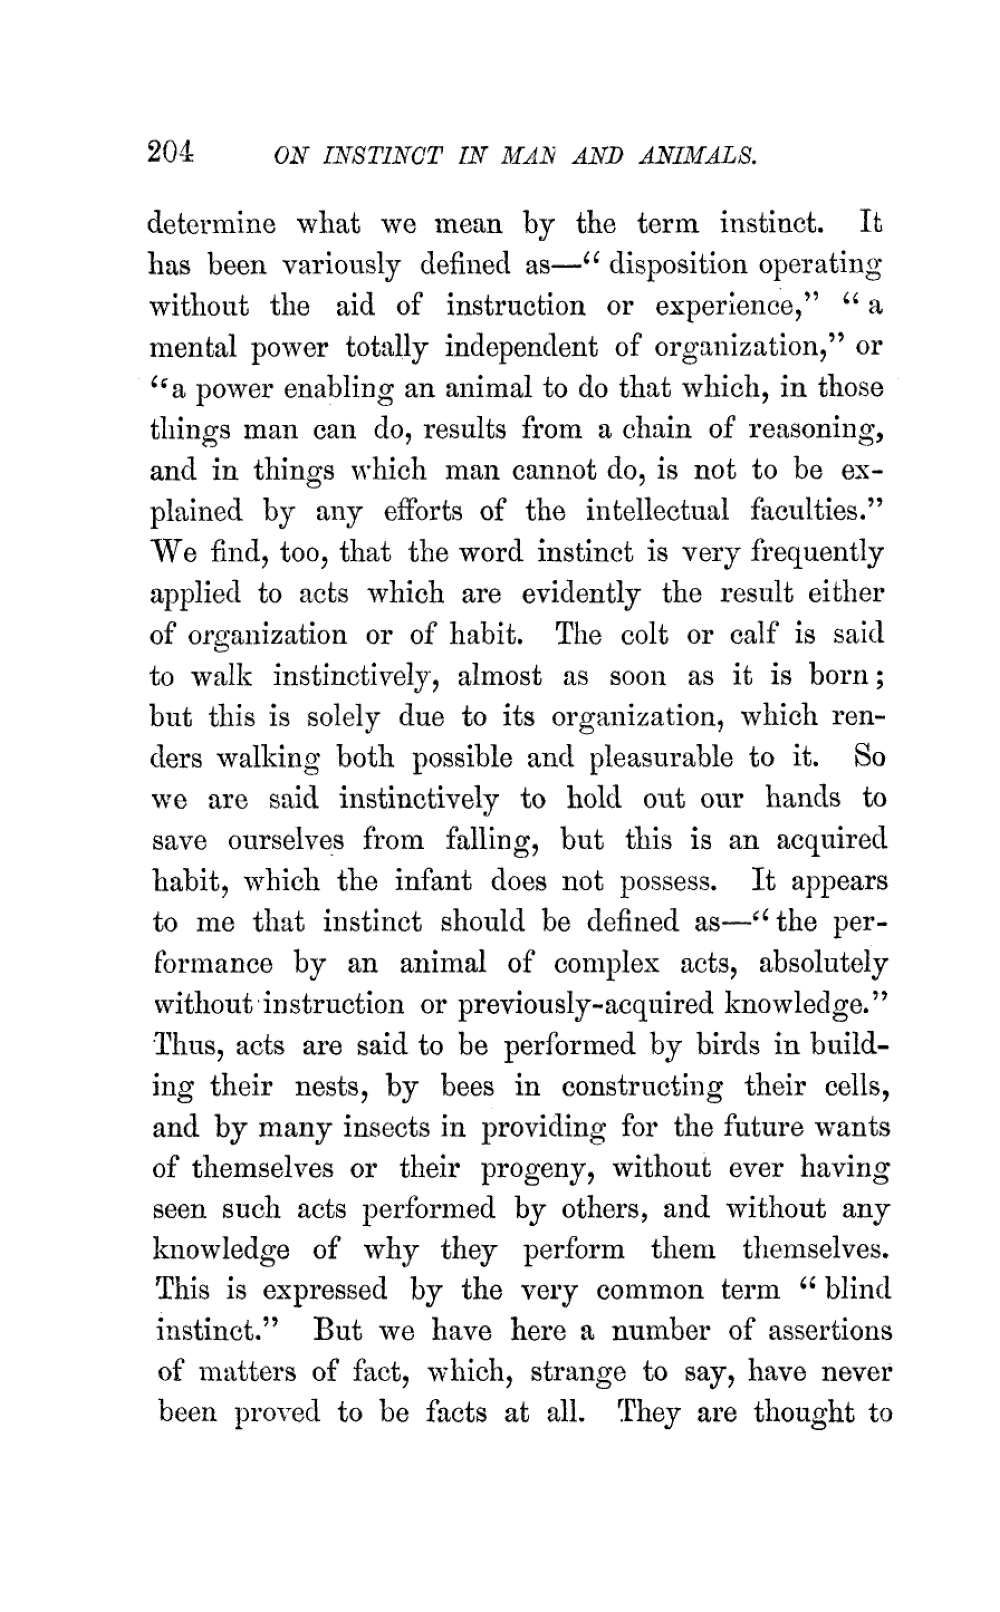 204 ON INSTINCT IN MAN AND ANIMALS.
determine what we mean by the term instinct. It
has been variously defined as—“ disposition operating
without the aid of instruction or experience,” “ a
mental power totally independent of organization,” or
“a power enabling an animal to do that which, in those
things man can do, results from a chain of reasoning,
and in things which man cannot do, is not to be ex-
plained by any efforts of the intellectual faculties.”
We find, too, that the word instinct is very frequently
applied to acts which are evidently the result either
of organization or of habit. The colt or calf is said
to walk instinctively, almost as soon as it is born;
but this is solely due to its organization, which ren-
ders walking both possible and pleasurable to it. So
we are said instinctively to hold out our hands to
save ourselves from falling, but this is an acquired
habit, which the infant does not possess. It appears
to me that instinct should be defined as—“ the per-
formance by an animal of complex acts, absolutely
without instruction or previously-acquired knowledge.”
Thus, acts are said to be performed by birds in build-
ing their nests, by bees in constructing their cells,
and by many insects in providing for the future wants
of themselves or their progeny, without ever having
seen such acts performed by others, and without any
knowledge of why they perform them themselves.
This is expressed by the very common term “ blind
instinct.” But we have here a number of assertions
of matters of fact, which, strange to say, have never
been proved to be facts at all. They are thought to